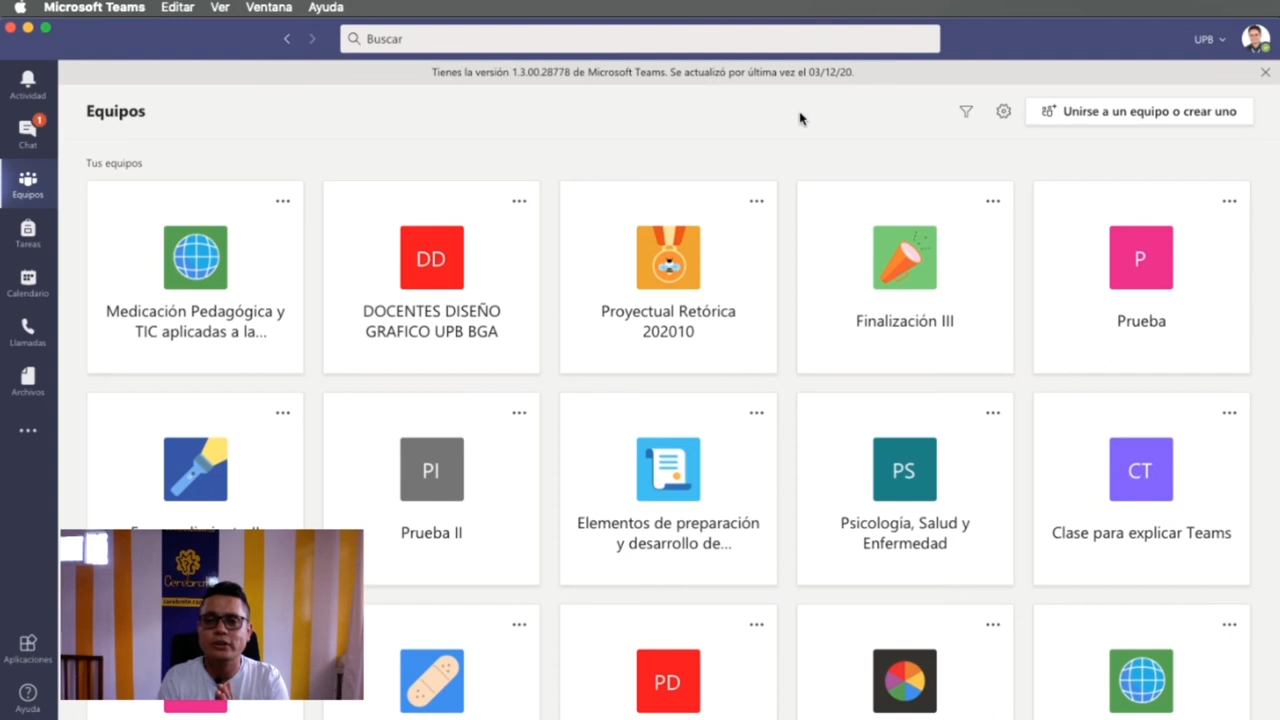 Microsoft Teams Editar Ver Ventana Ayuda
Buscar
UPB
Tienes la versión 1.3.00.28778 de Microsoft Teams. Se actualizó por última vez el 03/12/20.
Actividad
Equipos
Unirse a un equipo o crear uno
1
Chat
Tus equipos
Equipos
Tareas
Calendario
Llamadas
Archivos
Aplicaciones
Ayuda
Medicación Pedagógica y
TIC aplicadas a la...
DD
DOCENTES DISEÑO
GRAFICO UPB BGA
Proyectual Retórica
202010
Finalización III
P
Prueba
PI
Prueba II
Elementos de preparación
y desarrollo de...
PS
Psicología, Salud y
Enfermedad
CT
Clase para explicar Teams
PD